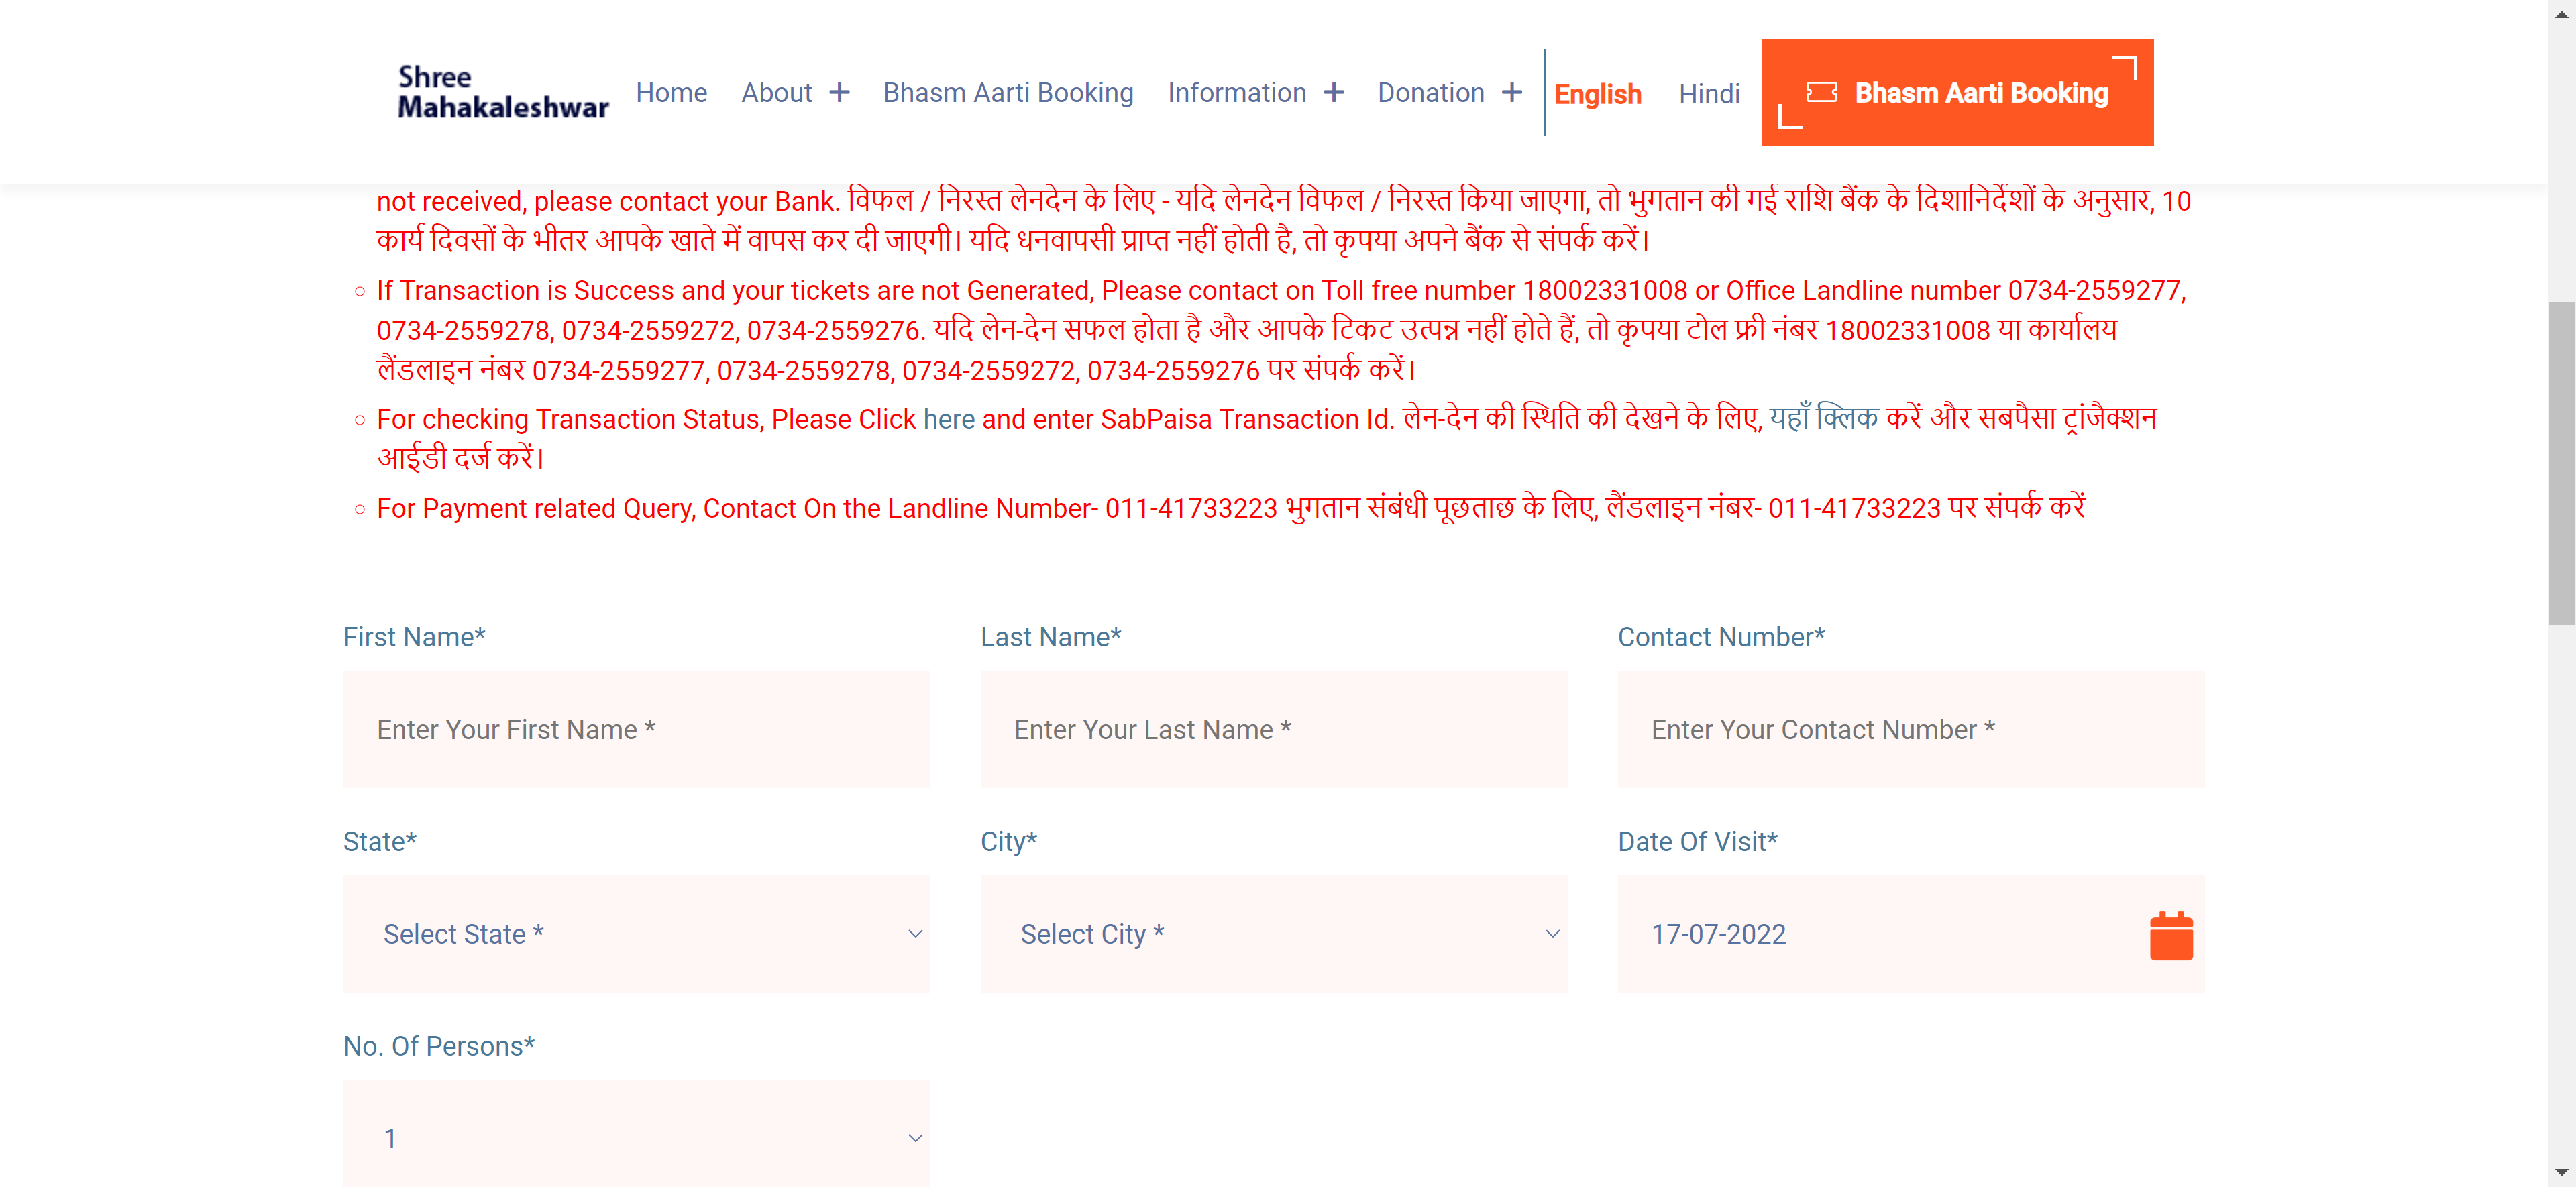 Shree
Mahakaleshwar
Home About + Bhasm Aarti Booking Information + Donation + English Hindi Bhasm Aarti Booking
not received, please contact your Bank. विफल / निरस्त लेनदेन के लिए - यदि लेनदेन विफल / निरस्त किया जाएगा, तो भुगतान की गई राशि बैंक के दिशानिर्देशों के अनुसार, 10
कार्य दिवसों के भीतर आपके खाते में वापस कर दी जाएगी। यदि धनवापसी प्राप्त नहीं होती है, तो कृपया अपने बैंक से संपर्क करें।
If Transaction is Success and your tickets are not Generated, Please contact on Toll free number 18002331008 or Office Landline number 0734-2559277,
0734-2559278, 0734-2559272, 0734-2559276. यदि लेन-देन सफल होता है और आपके टिकट उत्पन्न नहीं होते हैं, तो कृपया टोल फ्री नंबर 18002331008 या कार्यालय
लैंडलाइन नंबर 0734-2559277, 0734-2559278, 0734-2559272, 0734-2559276 पर संपर्क करें।
For checking Transaction Status, Please Click here and enter SabPaisa Transaction Id. लेन-देन की स्थिति की देखने के लिए, यहाँ क्लिक करें और सबपैसा ट्रांजैक्शन
आईडी दर्ज करें।
For Payment related Query, Contact On the Landline Number- 011-41733223 भुगतान संबंधी पूछताछ के लिए, लैंडलाइन नंबर- 011-41733223 पर संपर्क करें
First Name* Last Name* Contact Number*
Enter Your First Name * Enter Your Last Name * Enter Your Contact Number *
State* City* Date Of Visit*
Select State * Select City * 17-07-2022
No. Of Persons*
1